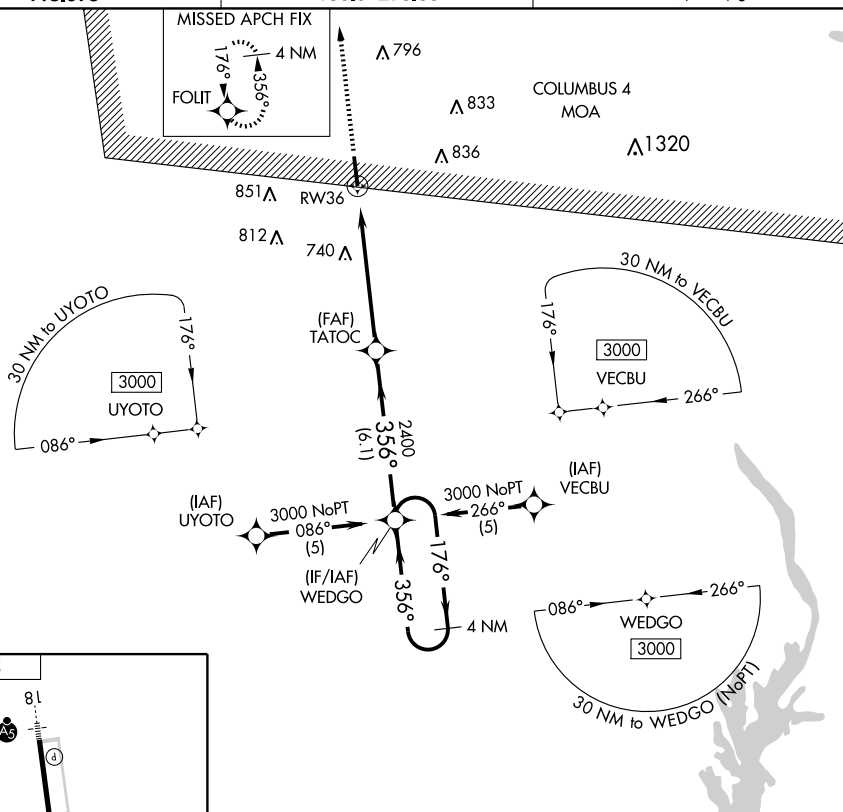 MISSED APCH FIX
4 NM
176°
356°
FOLIT
796
833
COLUMBUS 4
MOA
836
1320
851
RW36
812
740
30 NM to UYOTO
176°
3000
UYOTO
086°
(FAF)
TATOC
30 NM to VECBU
176°
3000
VECBU
266°
2400
356°
(6.1)
(IAF)
UYOTO
3000 NoPT
086°
(5)
3000 NoPT
266°
(5)
(IAF)
VECBU
(IF/IAF)
WEDGO
356°
176°
4 NM
086°
266°
WEDGO
3000
30 NM to WEDGO (NoPT)
18
A5
P